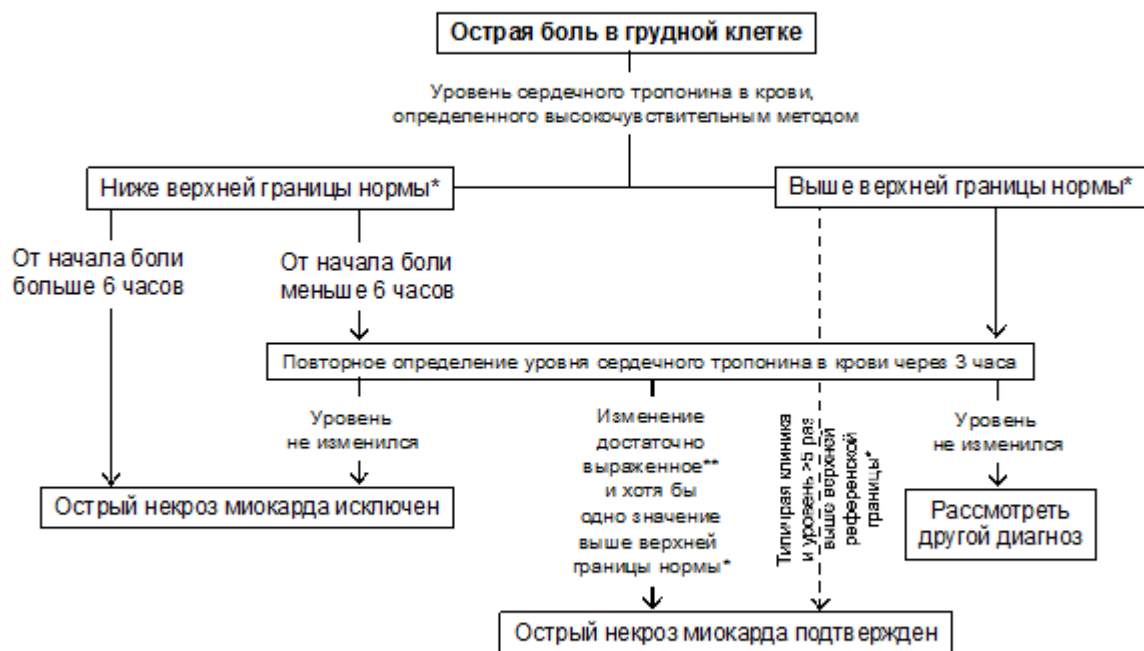 Острая боль в грудной клетке
Уровень сердечного тропонина в крови,
определенного высокочувствительным методом
Ниже верхней границы нормы*
Выше верхней границы нормы*
От начала боли
больше 6 часов
От начала боли
меньше 6 часов
Повторное определение уровня сердечного тропонина в крови через 3 часа
Уровень
не изменился
Изменение
достаточно
выраженное**
и хотя бы
одно значение
выше верхней
границы нормы*
Типичрая клиника
и уровень >5 раз
выше верхней
референской
границы*
Уровень
не изменился
Острый некроз миокарда исключен
Рассмотреть
другой диагноз
Острый некроз миокарда подтвержден